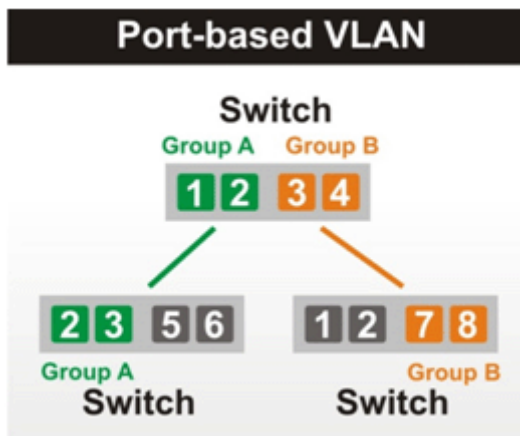 Port-based VLAN
Switch
Group A Group B
1 2 3 4
2 3 5 6 1 2 7 8
Group A Group B
Switch Switch